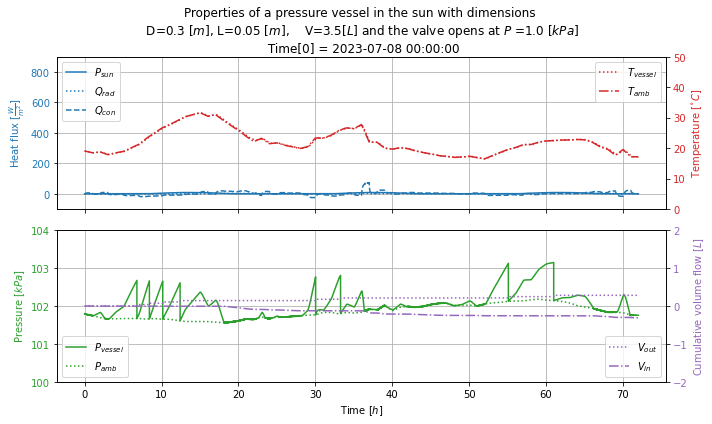 Properties of a pressure vessel in the sun with dimensions
D=0.3 [m], L=0.05 [m],    V=3.5[L] and the valve opens at P =1.0 [kPa]
Time[0] = 2023-07-08 00:00:00
Heat flux [W/m²]
800
600
400
200
0
P_sun
Q_rad
Q_con
T_vessel
T_amb
50
40
30
20
10
0
Temperature [°C]
Pressure [kPa]
104
103
102
101
100
P_vessel
P_amb
V_out
V_in
2
1
0
−1
−2
Cumulative volume flow [L]
0 10 20 30 40 50 60 70
Time [h]